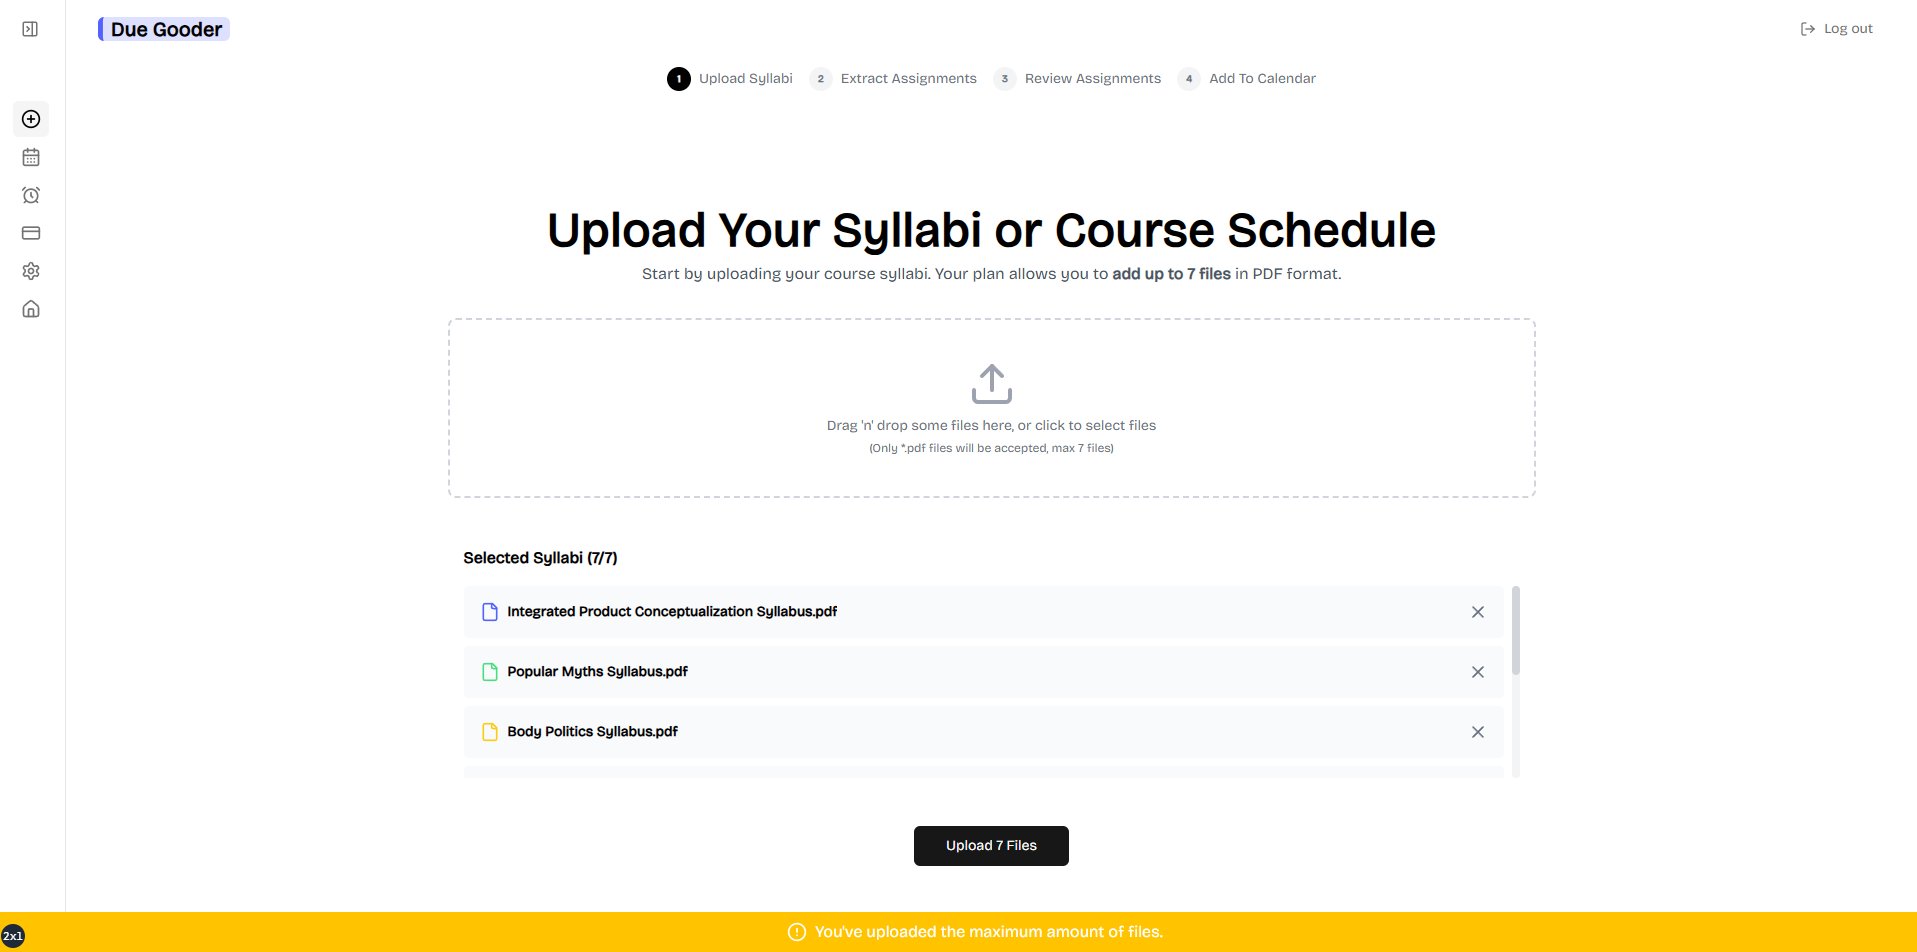 Due Gooder
Log out
1 Upload Syllabi 2 Extract Assignments 3 Review Assignments 4 Add To Calendar
Upload Your Syllabi or Course Schedule
Start by uploading your course syllabi. Your plan allows you to add up to 7 files in PDF format.
Drag 'n' drop some files here, or click to select files
(Only *.pdf files will be accepted, max 7 files)
Selected Syllabi (7/7)
Integrated Product Conceptualization Syllabus.pdf
Popular Myths Syllabus.pdf
Body Politics Syllabus.pdf
Upload 7 Files
You've uploaded the maximum amount of files.
2x1